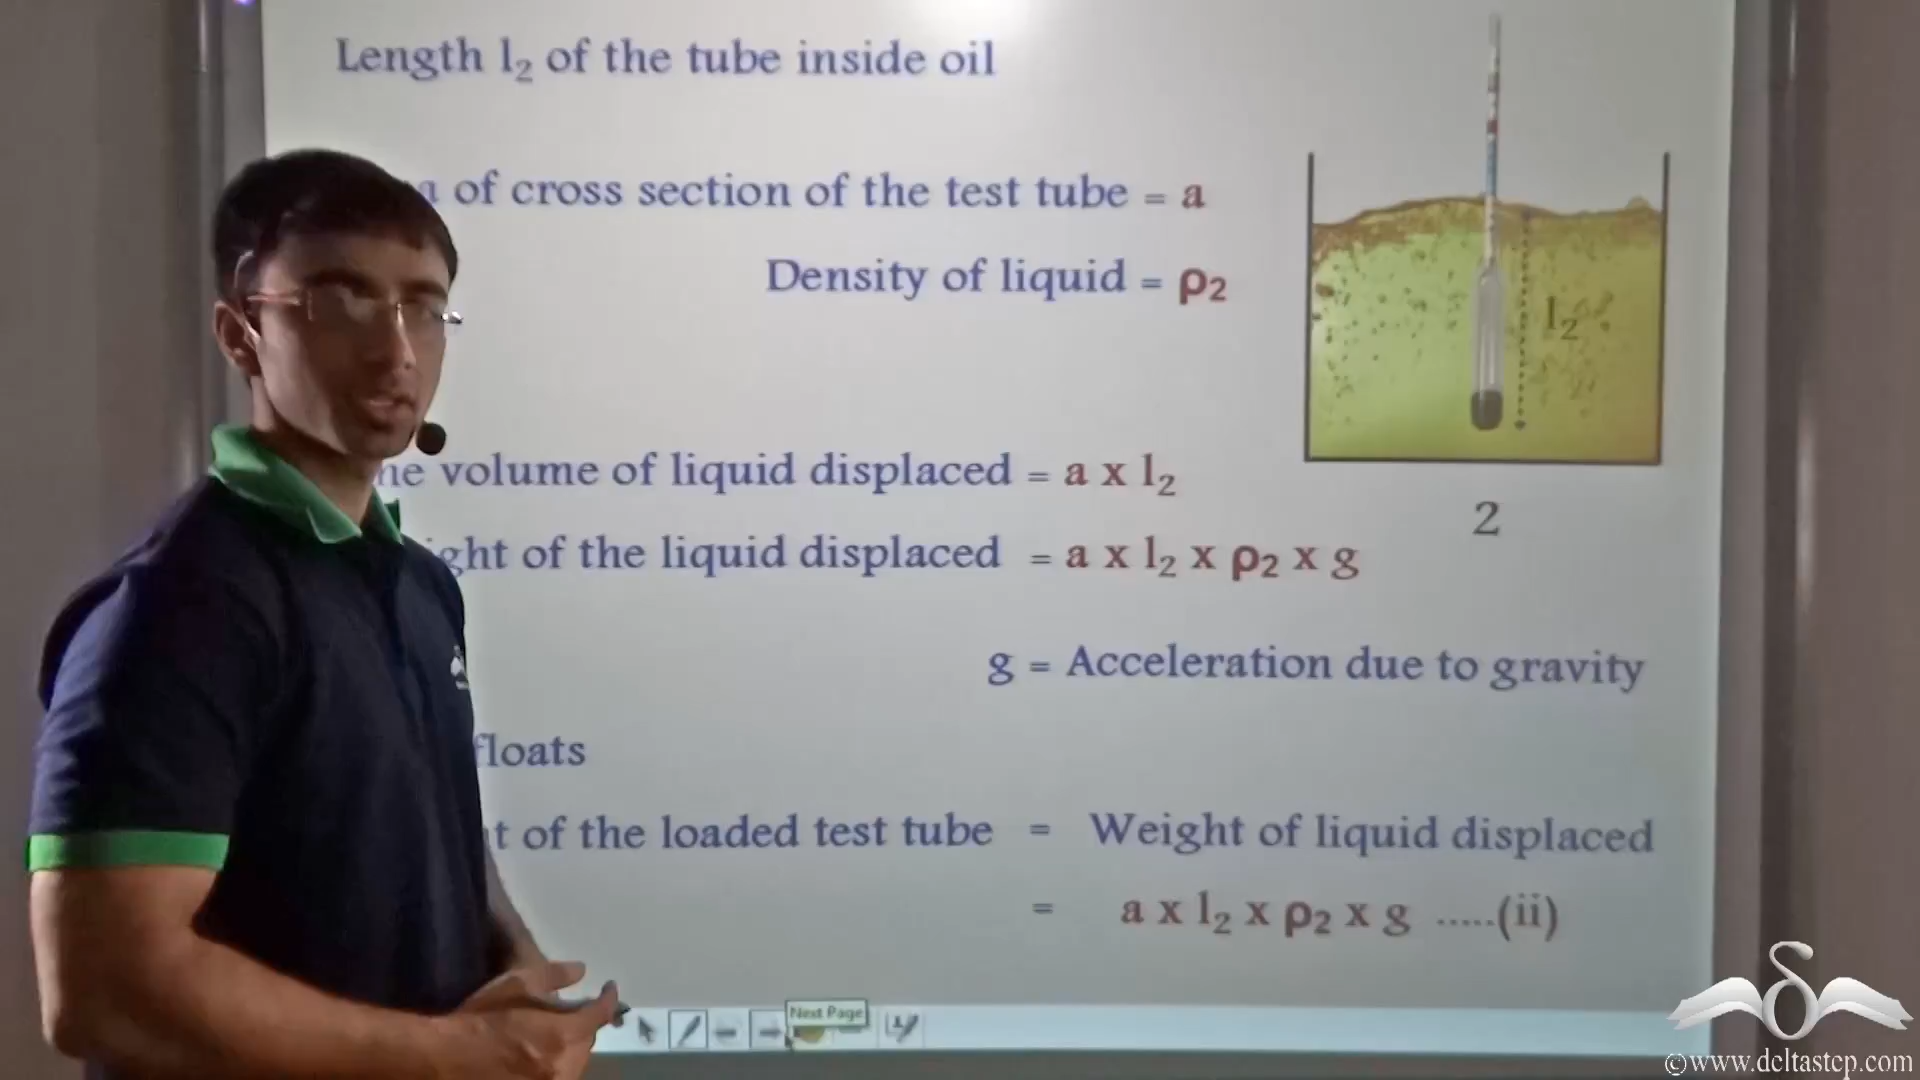 Length l₂ of the tube inside oil
a of cross section of the test tube = a
Density of liquid = ρ₂
l₂
he volume of liquid displaced = a x l₂
2
ght of the liquid displaced = a x l₂ x ρ₂ x g
g = Acceleration due to gravity
floats
t of the loaded test tube = Weight of liquid displaced
= a x l₂ x ρ₂ x g .....(ii)
Next Page
©www.deltastep.com